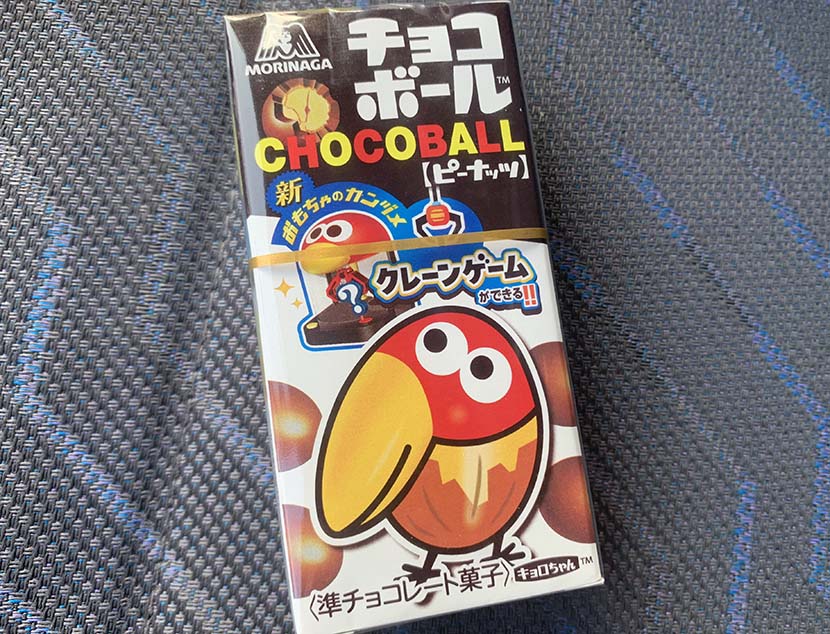 MORINAGA
チョコ
ボール™
CHOCOBALL
【ピーナッツ】
新
おもちゃのカンヅメ
クレーンゲーム
ができる!!
?
〈準チョコレート菓子〉
キョロちゃん™